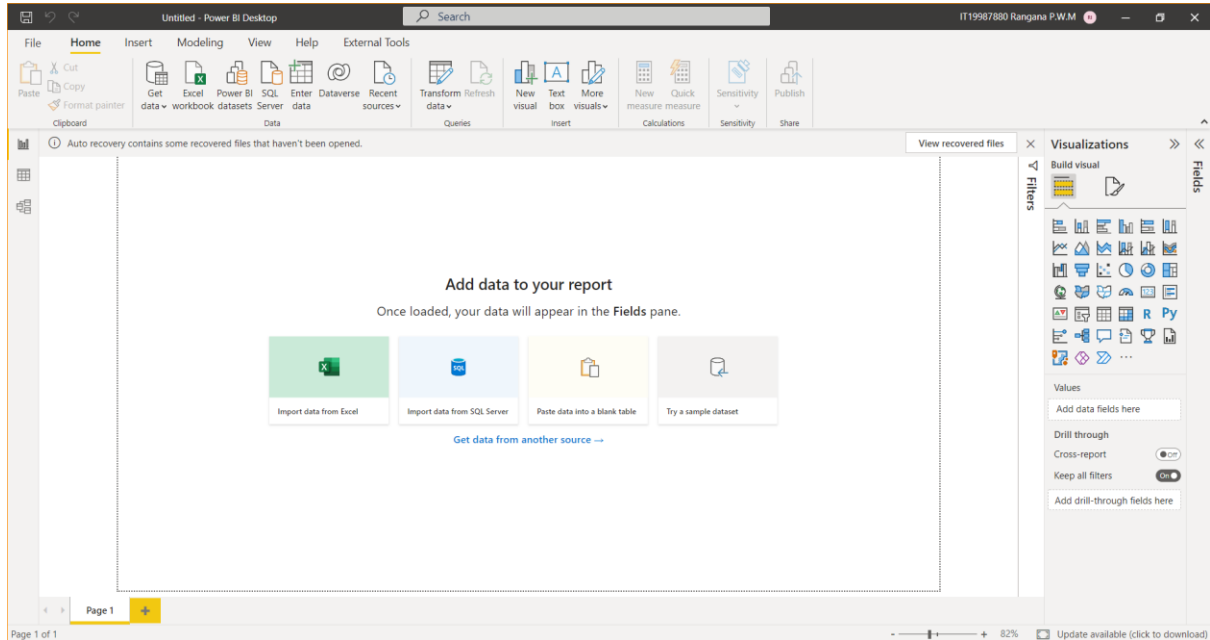 Untitled - Power BI Desktop
Search
IT19987880 Rangana P.W.M
File Home Insert Modeling View Help External Tools
Paste
Cut
Copy
Format painter
Clipboard
Get data
Excel workbook
Power BI datasets
SQL Server
Enter data
Dataverse
Recent sources
Data
Transform data
Refresh
Queries
New visual
Text box
More visuals
Insert
New measure
Quick measure
Calculations
Sensitivity
Sensitivity
Publish
Share
Auto recovery contains some recovered files that haven't been opened.
View recovered files
Filters
Visualizations
Build visual
Fields
R Py
123
Values
Add data fields here
Drill through
Cross-report
Off
Keep all filters
On
Add drill-through fields here
Add data to your report
Once loaded, your data will appear in the Fields pane.
SQL
Import data from Excel
Import data from SQL Server
Paste data into a blank table
Try a sample dataset
Get data from another source →
Page 1
Page 1 of 1
82%
Update available (click to download)